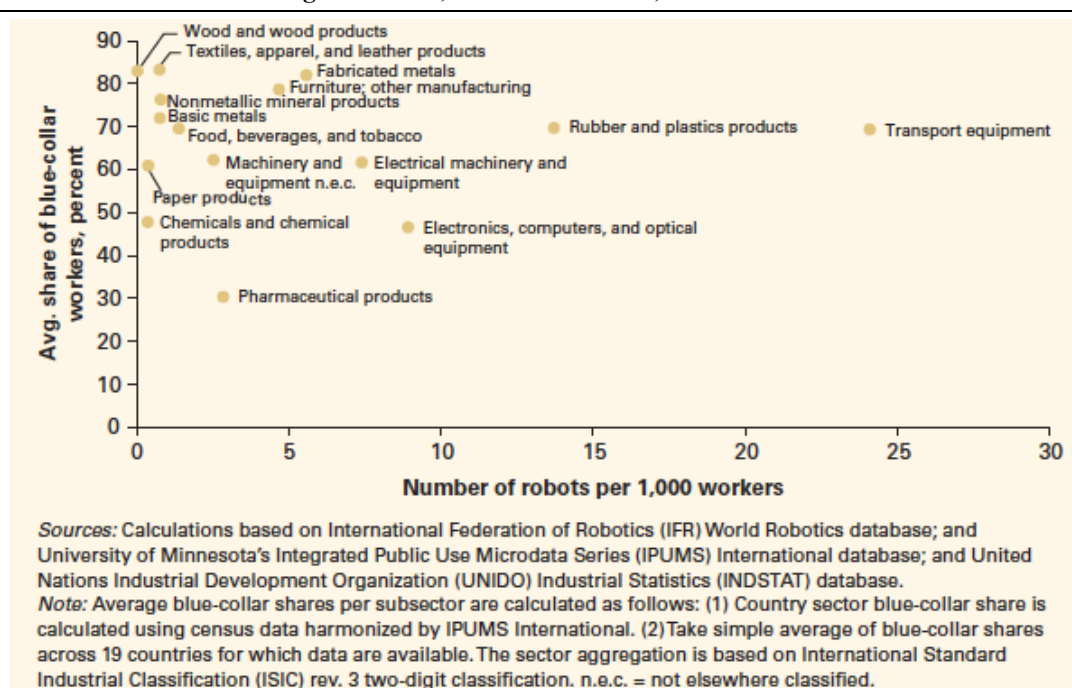 Wood and wood products
Textiles, apparel, and leather products
Fabricated metals
Furniture; other manufacturing
Nonmetallic mineral products
Basic metals
Food, beverages, and tobacco
Rubber and plastics products
Transport equipment
Machinery and
equipment n.e.c.
Electrical machinery and
equipment
Paper products
Chemicals and chemical
products
Electronics, computers, and optical
equipment
Pharmaceutical products
Avg. share of blue-collar
workers, percent
90
80
70
60
50
40
30
20
10
0
0 5 10 15 20 25 30
Number of robots per 1,000 workers
Sources: Calculations based on International Federation of Robotics (IFR) World Robotics database; and
University of Minnesota's Integrated Public Use Microdata Series (IPUMS) International database; and United
Nations Industrial Development Organization (UNIDO) Industrial Statistics (INDSTAT) database.
Note: Average blue-collar shares per subsector are calculated as follows: (1) Country sector blue-collar share is
calculated using census data harmonized by IPUMS International. (2) Take simple average of blue-collar shares
across 19 countries for which data are available. The sector aggregation is based on International Standard
Industrial Classification (ISIC) rev. 3 two-digit classification. n.e.c. = not elsewhere classified.